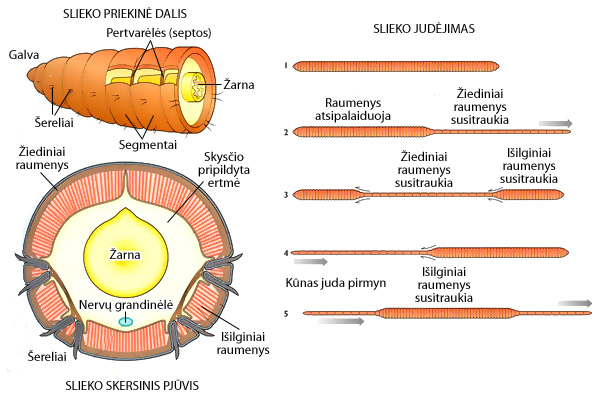 SLIEKO PRIEKINĖ DALIS
Pertvarėlės (septos)
Galva
Žarna
Šereliai
Segmentai
Žiediniai
raumenys
Skysčio
pripildyta
ertmė
Žarna
Nervų grandinėlė
Šereliai
Išilginiai
raumenys
SLIEKO SKERSINIS PJŪVIS
SLIEKO JUDĖJIMAS
1
Raumenys
atsipalaiduoja
Žiediniai
raumenys
susitraukia
2
Žiediniai
raumenys
susitraukia
Išilginiai
raumenys
susitraukia
3
4
Kūnas juda pirmyn
Išilginiai
raumenys
susitraukia
5